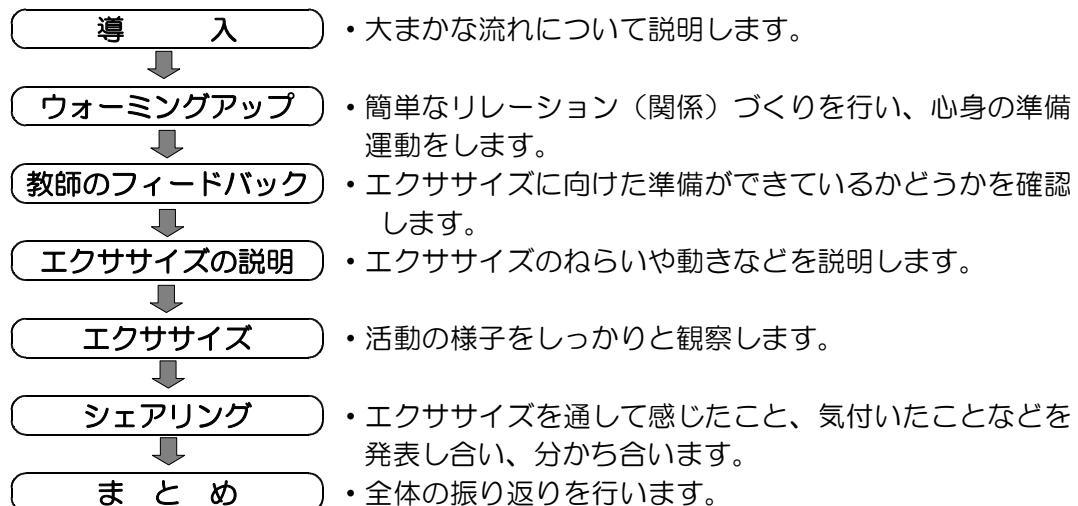 導　　入 ・大まかな流れについて説明します。
ウォーミングアップ ・簡単なリレーション（関係）づくりを行い、心身の準備
運動をします。
教師のフィードバック ・エクササイズに向けた準備ができているかどうかを確認
します。
エクササイズの説明 ・エクササイズのねらいや動きなどを説明します。
エクササイズ ・活動の様子をしっかりと観察します。
シェアリング ・エクササイズを通して感じたこと、気付いたことなどを
発表し合い、分かち合います。
ま　と　め ・全体の振り返りを行います。